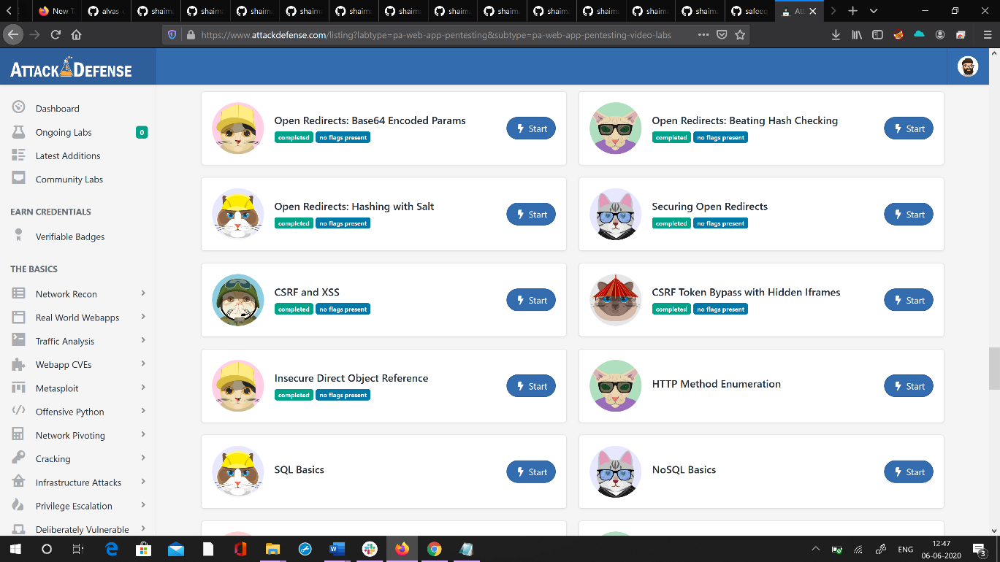 New T
alvas-
shaim
shaim
shaim
shaim
shaim
shaim
shaim
shaim
shaim
shaim
shaim
shaim
safeeq
At
https://www.attackdefense.com/listing?labtype=pa-web-app-pentesting&subtype=pa-web-app-pentesting-video-labs
ATTACK DEFENSE
Dashboard
Ongoing Labs 0
Latest Additions
Community Labs
EARN CREDENTIALS
Verifiable Badges
THE BASICS
Network Recon
Real World Webapps
Traffic Analysis
Webapp CVEs
Metasploit
Offensive Python
Network Pivoting
Cracking
Infrastructure Attacks
Privilege Escalation
Deliberately Vulnerable
Open Redirects: Base64 Encoded Params
completed no flags present
Start
Open Redirects: Beating Hash Checking
completed no flags present
Start
Open Redirects: Hashing with Salt
completed no flags present
Start
Securing Open Redirects
completed no flags present
Start
CSRF and XSS
completed no flags present
Start
CSRF Token Bypass with Hidden Iframes
completed no flags present
Start
Insecure Direct Object Reference
completed no flags present
Start
HTTP Method Enumeration
Start
SQL Basics
Start
NoSQL Basics
Start
ENG
12:47
06-06-2020
3